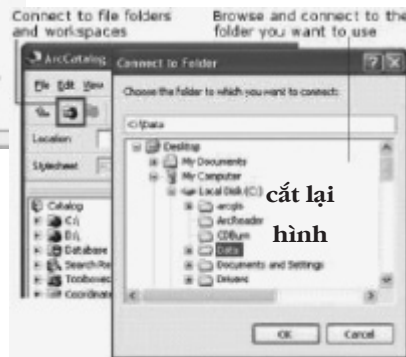 Connect to file folders
and workspaces
Browse and connect to the
folder you want to use
ArcCatalog
File Edit View
Location
Stylesheet
Catalog
C:\
D:\
Database
Search Re
Toolboxes
Coordinate
Connect to Folder
Choose the folder to which you want to connect:
C:\Data
Desktop
My Documents
My Computer
Local Disk (C:)
arcgis
ArcReader
CDBurn
Data
Documents and Settings
Drivers
cắt lại
hình
OK
Cancel